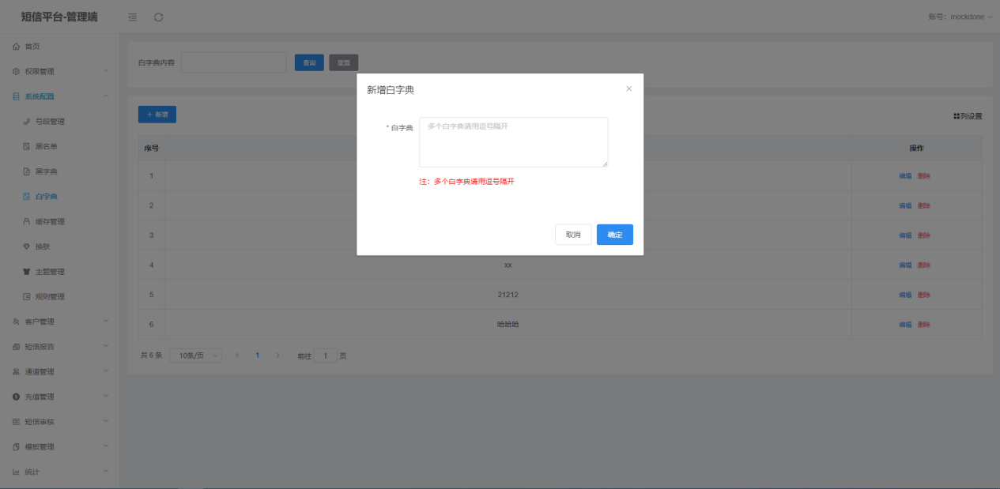 短信平台-管理端
账号：mockdone
首页
权限管理
系统配置
号段管理
黑名单
黑字典
白字典
缓存管理
换肤
主题管理
规则管理
客户管理
短信报告
通道管理
充值管理
短信审核
模板管理
统计
白字典内容
查询
重置
+ 新增
列设置
序号
操作
1
编辑 删除
2
编辑 删除
3
编辑 删除
4
xx
编辑 删除
5
21212
编辑 删除
6
哈哈哈
编辑 删除
共 6 条
10条/页
1
前往 1 页
新增白字典
* 白字典
多个白字典请用逗号隔开
注：多个白字典请用逗号隔开
取消
确定